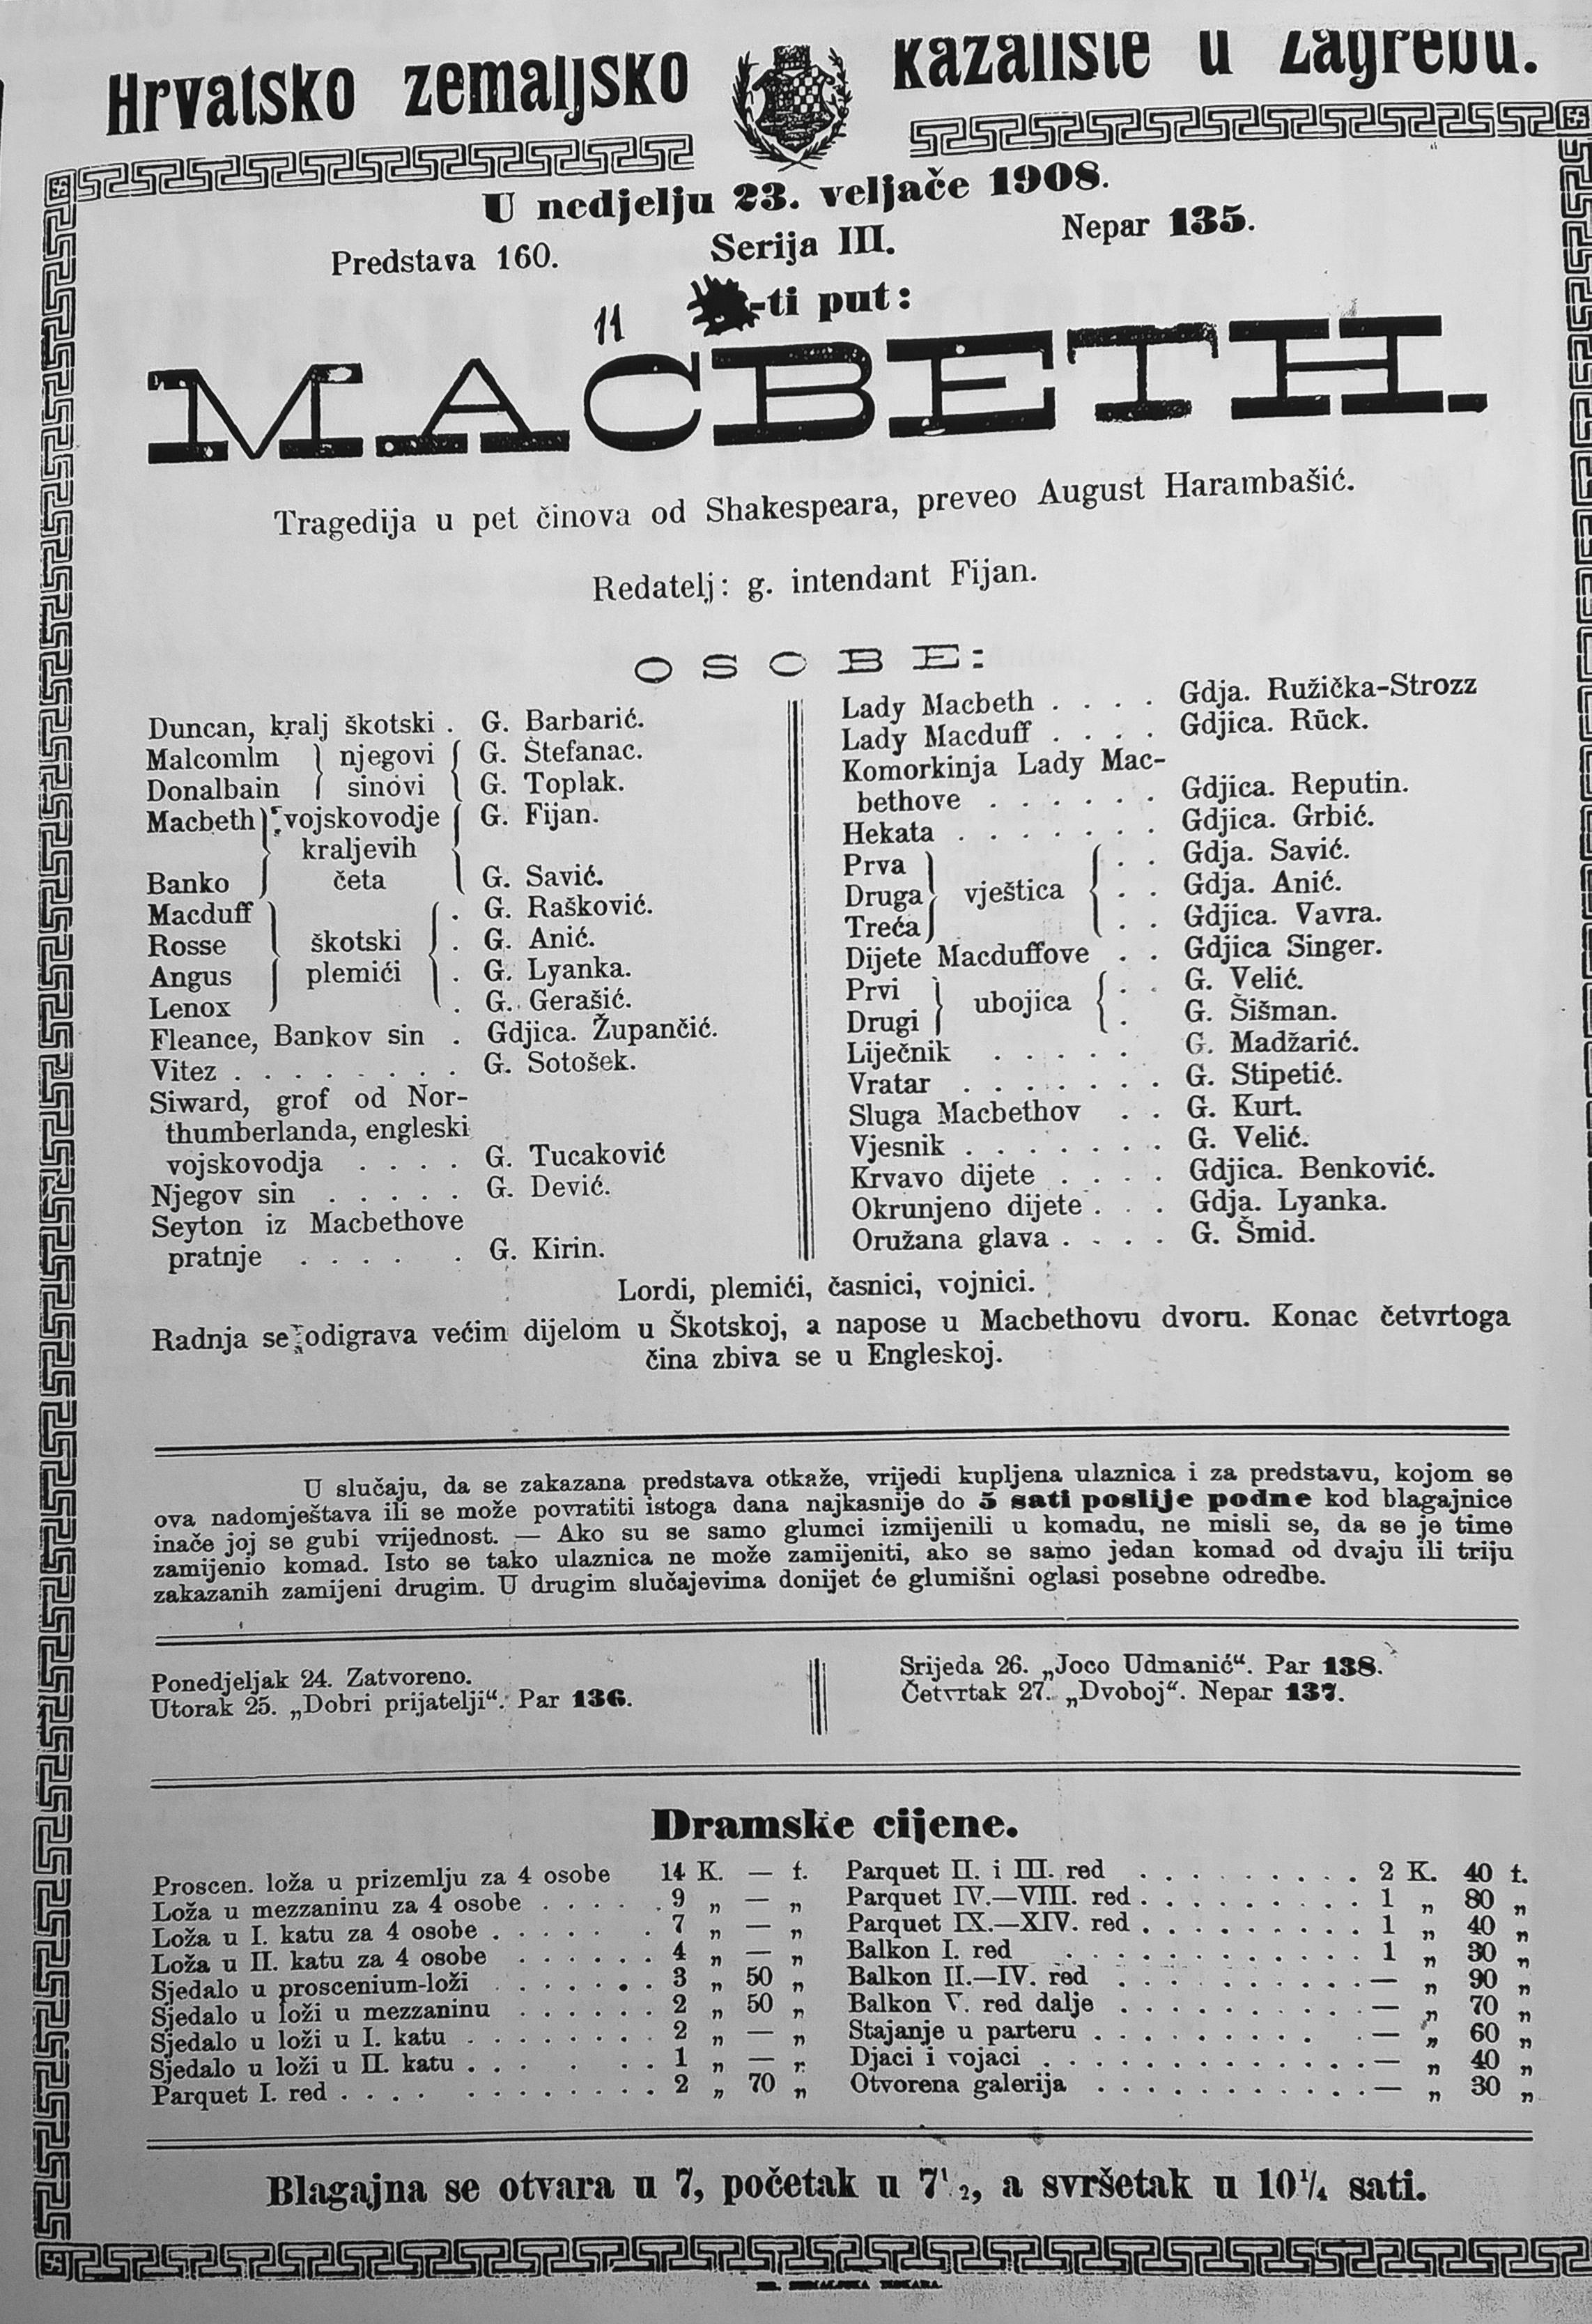 Hrvatsko zemaljsko kazalište u Zagrebu.
U nedjelju 23. veljače 1908.
Predstava 160. Serija III. Nepar 135.
11 -ti put:
MACBETH.
Tragedija u pet činova od Shakespeara, preveo August Harambašić.
Redatelj: g. intendant Fijan.
OSOBE:
Duncan, kralj škotski . G. Barbarić.
Malcomlm } njegovi { G. Štefanac.
Donalbain } sinovi { G. Toplak.
Macbeth } vojskovodje { G. Fijan.
kraljevih
Banko } četa { G. Savić.
Macduff . G. Rašković.
Rosse } škotski { . G. Anić.
Angus } plemići { . G. Lyanka.
Lenox . G. Gerašić.
Fleance, Bankov sin . Gdjica. Župančić.
Vitez . . . . . . . . G. Sotošek.
Siward, grof od Nor-
thumberlanda, engleski
vojskovodja . . . . G. Tucaković
Njegov sin . . . . . G. Dević.
Seyton iz Macbethove
pratnje . . . . . G. Kirin.
Lady Macbeth . . . . Gdja. Ružička-Strozz
Lady Macduff . . . . Gdjica. Rück.
Komorkinja Lady Mac-
bethove . . . . . . Gdjica. Reputin.
Hekata . . . . . . . Gdjica. Grbić.
Prva . . Gdja. Savić.
Druga } vještica { . . Gdja. Anić.
Treća . . Gdjica. Vavra.
Dijete Macduffove . . Gdjica Singer.
Prvi } ubojica { . . G. Velić.
Drugi . G. Šišman.
Liječnik . . . . . G. Madžarić.
Vratar . . . . . . . G. Stipetić.
Sluga Macbethov . . G. Kurt.
Vjesnik . . . . . . . G. Velić.
Krvavo dijete . . . . Gdjica. Benković.
Okrunjeno dijete . . . Gdja. Lyanka.
Oružana glava . . . . G. Šmid.
Lordi, plemići, časnici, vojnici.
Radnja se odigrava većim dijelom u Škotskoj, a napose u Macbethovu dvoru. Konac četvrtoga
čina zbiva se u Engleskoj.
U slučaju, da se zakazana predstava otkaže, vrijedi kupljena ulaznica i za predstavu, kojom se
ova nadomještava ili se može povratiti istoga dana najkasnije do 5 sati poslije podne kod blagajnice
inače joj se gubi vrijednost. — Ako su se samo glumci izmijenili u komadu, ne misli se, da se je time
zamijenio komad. Isto se tako ulaznica ne može zamijeniti, ako se samo jedan komad od dvaju ili triju
zakazanih zamijeni drugim. U drugim slučajevima donijet će glumišni oglasi posebne odredbe.
Ponedjeljak 24. Zatvoreno.
Utorak 25. „Dobri prijatelji“. Par 136.
Srijeda 26. „Joco Udmanić“. Par 138.
Četvrtak 27. „Dvoboj“. Nepar 137.
Dramske cijene.
Proscen. loža u prizemlju za 4 osobe 14 K. — f.
Loža u mezzaninu za 4 osobe . . . . . 9 „ — „
Loža u I. katu za 4 osobe . . . . . . 7 „ — „
Loža u II. katu za 4 osobe . . . . . . 4 „ — „
Sjedalo u proscenium-loži . . . . . . 3 „ 50 „
Sjedalo u loži u mezzaninu . . . . . . 2 „ 50 „
Sjedalo u loži u I. katu . . . . . . . 2 „ — „
Sjedalo u loži u II. katu . . . . . . 1 „ — „
Parquet I. red . . . . . . . . . . . 2 „ 70 „
Parquet II. i III. red . . . . . . . . . 2 K. 40 f.
Parquet IV.—VIII. red . . . . . . . . . 1 „ 80 „
Parquet IX.—XIV. red . . . . . . . . . 1 „ 40 „
Balkon I. red . . . . . . . . . . . . 1 „ 30 „
Balkon II.—IV. red . . . . . . . . . . — „ 90 „
Balkon V. red dalje . . . . . . . . . . — „ 70 „
Stajanje u parteru . . . . . . . . . . — „ 60 „
Djaci i vojaci . . . . . . . . . . . . . — „ 40 „
Otvorena galerija . . . . . . . . . . . — „ 30 „
Blagajna se otvara u 7, početak u 7 1/2, a svršetak u 10 1/4 sati.